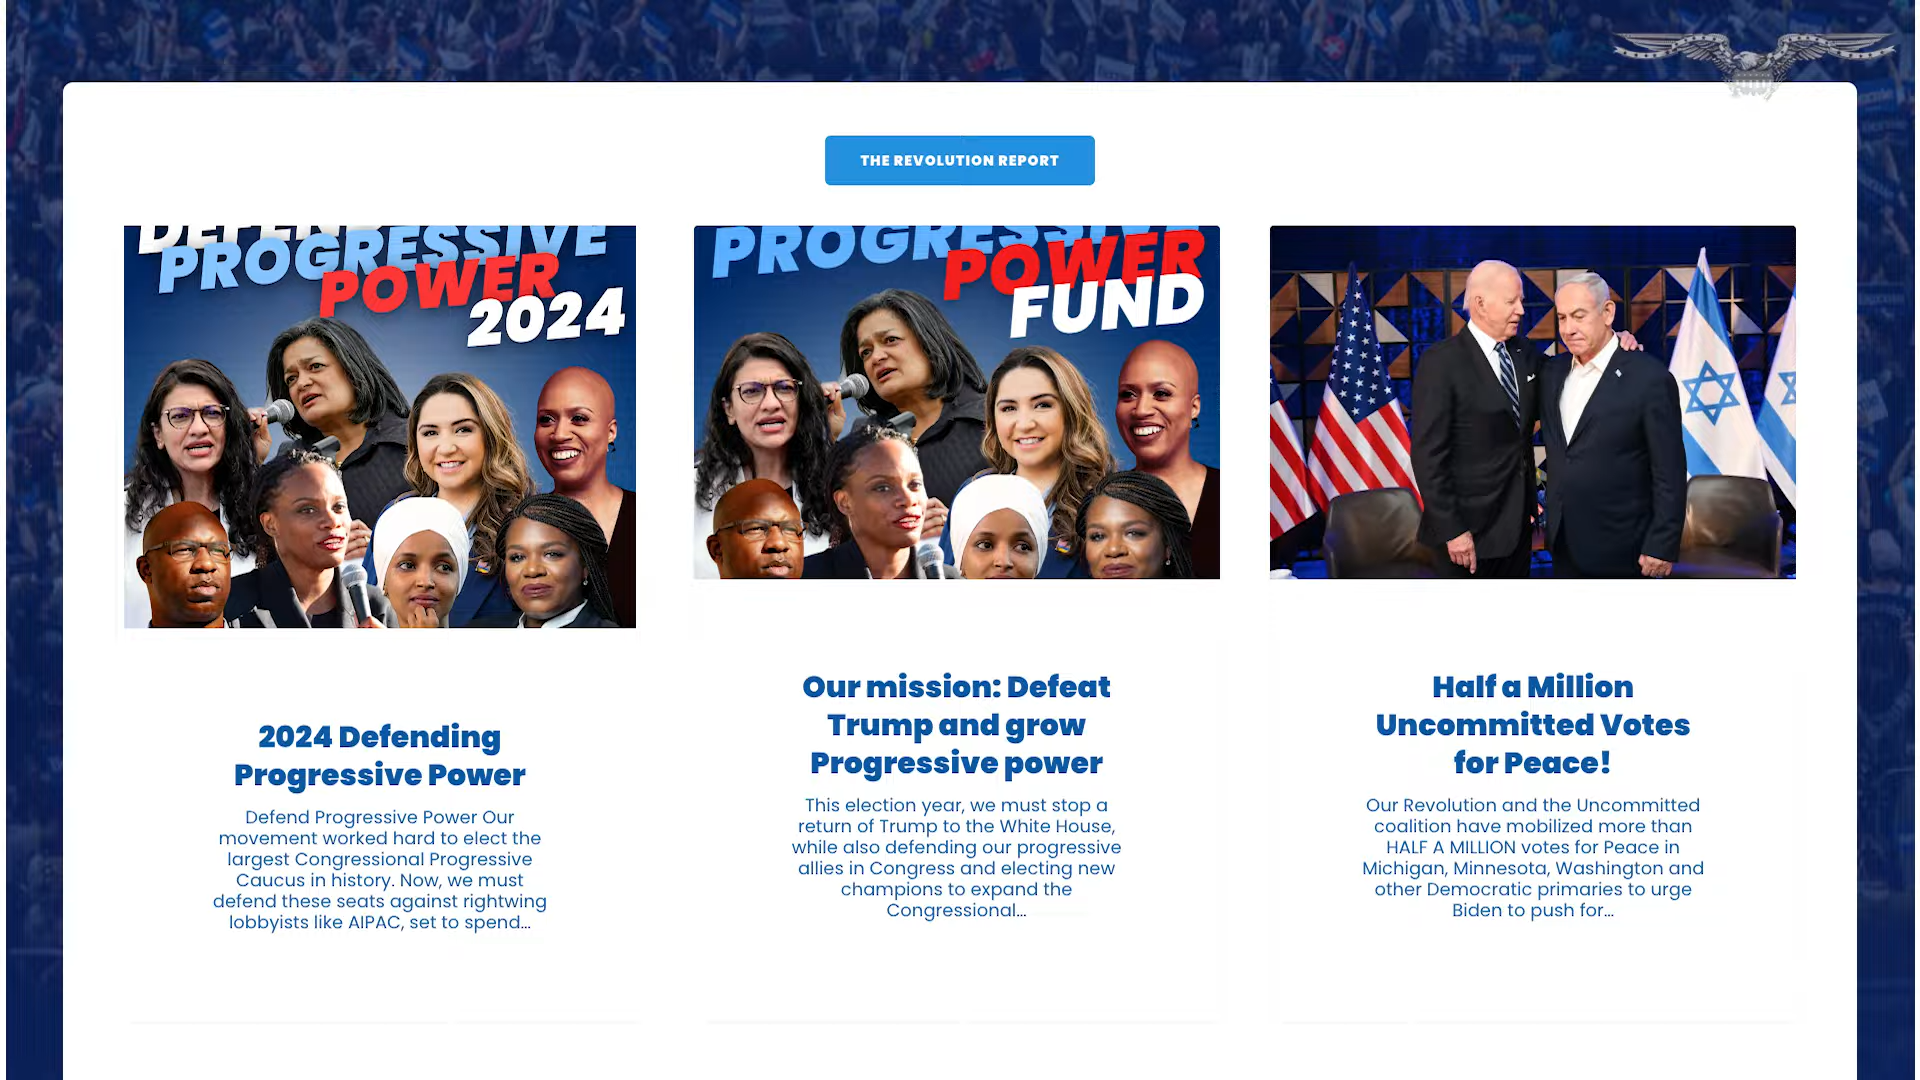 THE REVOLUTION REPORT
DEFEND
PROGRESSIVE
POWER
2024
PROGRESSIVE
POWER
FUND
2024 Defending
Progressive Power
Defend Progressive Power Our
movement worked hard to elect the
largest Congressional Progressive
Caucus in history. Now, we must
defend these seats against rightwing
lobbyists like AIPAC, set to spend...
Our mission: Defeat
Trump and grow
Progressive power
This election year, we must stop a
return of Trump to the White House,
while also defending our progressive
allies in Congress and electing new
champions to expand the
Congressional...
Half a Million
Uncommitted Votes
for Peace!
Our Revolution and the Uncommitted
coalition have mobilized more than
HALF A MILLION votes for Peace in
Michigan, Minnesota, Washington and
other Democratic primaries to urge
Biden to push for...